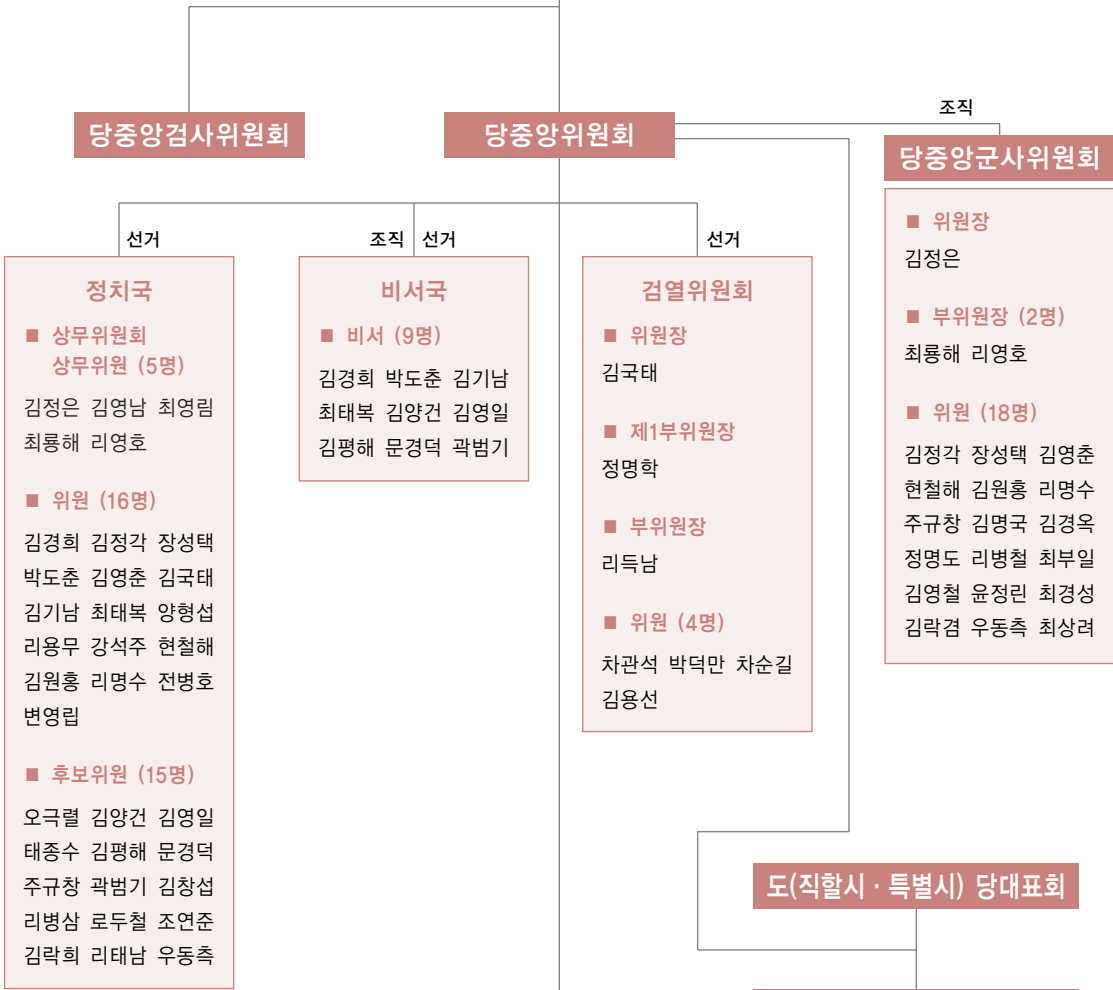 당중앙검사위원회
당중앙위원회
조직
당중앙군사위원회
선거
정치국
■ 상무위원회
상무위원 (5명)
김정은 김영남 최영림
최룡해 리영호
■ 위원 (16명)
김경희 김정각 장성택
박도춘 김영춘 김국태
김기남 최태복 양형섭
리용무 강석주 현철해
김원홍 리명수 전병호
변영립
■ 후보위원 (15명)
오극렬 김양건 김영일
태종수 김평해 문경덕
주규창 곽범기 김창섭
리병삼 로두철 조연준
김락희 리태남 우동측
조직 선거
비서국
■ 비서 (9명)
김경희 박도춘 김기남
최태복 김양건 김영일
김평해 문경덕 곽범기
선거
검열위원회
■ 위원장
김국태
■ 제1부위원장
정명학
■ 부위원장
리득남
■ 위원 (4명)
차관석 박덕만 차순길
김용선
■ 위원장
김정은
■ 부위원장 (2명)
최룡해 리영호
■ 위원 (18명)
김정각 장성택 김영춘
현철해 김원홍 리명수
주규창 김명국 김경옥
정명도 리병철 최부일
김영철 윤정린 최경성
김락겸 우동측 최상려
도(직할시 · 특별시) 당대표회